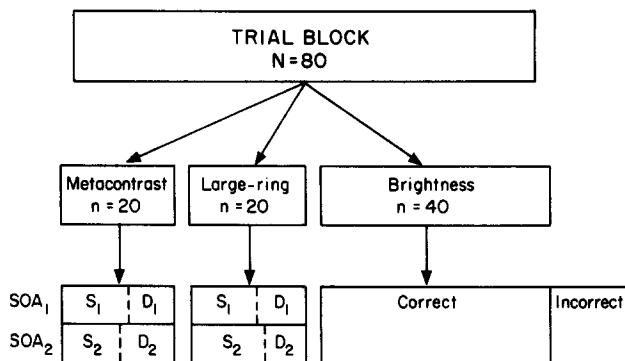 TRIAL BLOCK
N=80
Metacontrast
n = 20
Large-ring
n = 20
Brightness
n = 40
SOA₁ S₁ D₁ S₁ D₁ Correct Incorrect
SOA₂ S₂ D₂ S₂ D₂